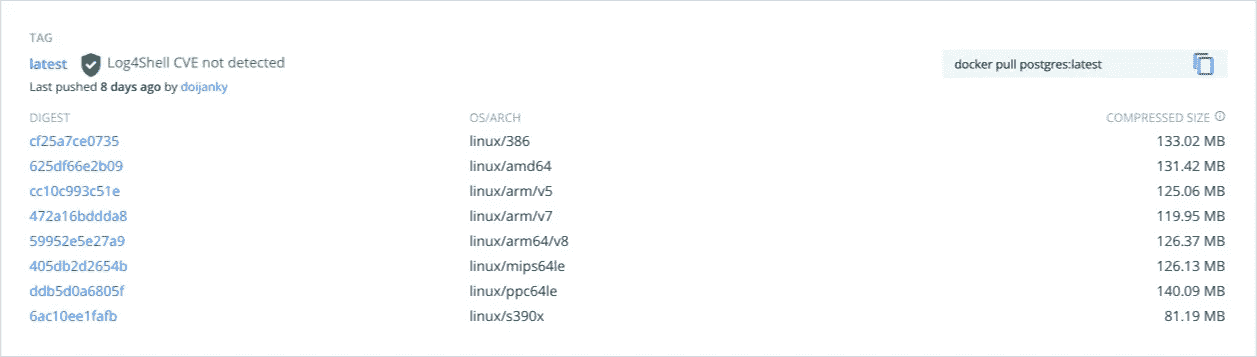 TAG
latest Log4Shell CVE not detected
docker pull postgres:latest
Last pushed 8 days ago by doijanky
DIGEST OS/ARCH COMPRESSED SIZE
cf25a7ce0735 linux/386 133.02 MB
625df66e2b09 linux/amd64 131.42 MB
cc10c993c51e linux/arm/v5 125.06 MB
472a16bddda8 linux/arm/v7 119.95 MB
59952e5e27a9 linux/arm64/v8 126.37 MB
405db2d2654b linux/mips64le 126.13 MB
ddb5d0a6805f linux/ppc64le 140.09 MB
6ac10ee1fafb linux/s390x 81.19 MB